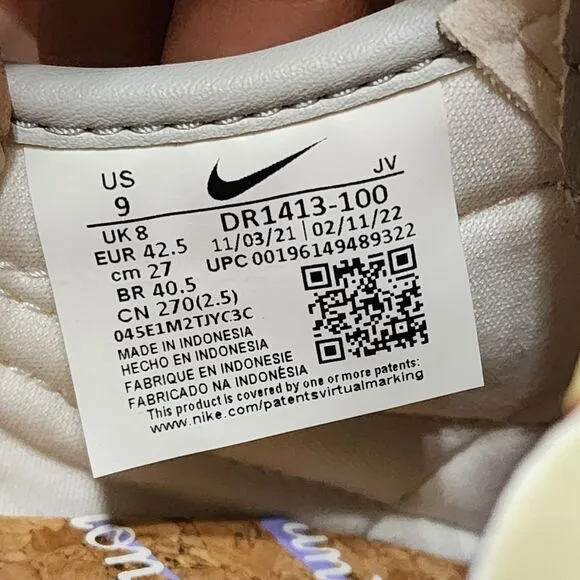 US
9
JV
UK 8
EUR 42.5
cm 27
BR 40.5
CN 270(2.5)
DR1413-100
11/03/21 | 02/11/22
UPC 00196149489322
045E1M2TJYC3C
MADE IN INDONESIA
HECHO EN INDONESIA
FABRIQUE EN INDONESIE
FABRICADO NA INDONÉSIA
This product is covered by one or more patents:
www.nike.com/patentsvirtualmarking